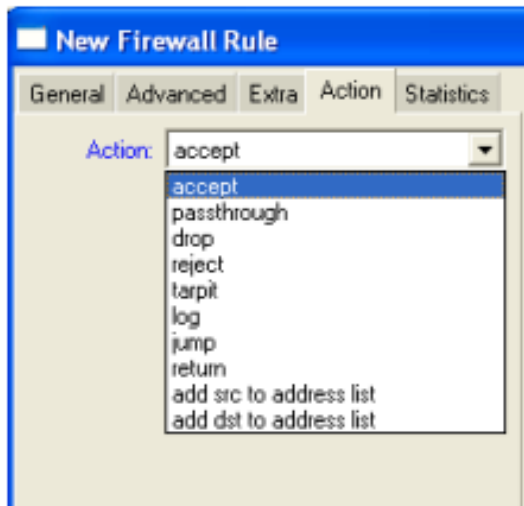 New Firewall Rule
General Advanced Extra Action Statistics
Action: accept
accept
passthrough
drop
reject
tarpit
log
jump
return
add src to address list
add dst to address list